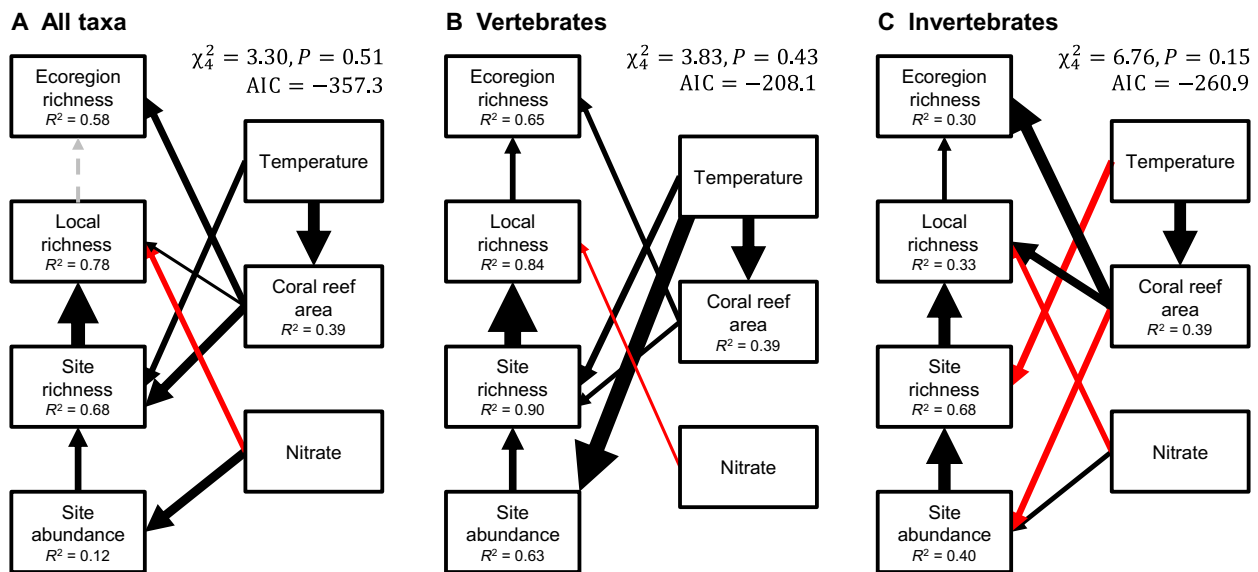 A All taxa
χ₄² = 3.30, P = 0.51
AIC = −357.3
Ecoregion
richness
R² = 0.58
Temperature
Local
richness
R² = 0.78
Coral reef
area
R² = 0.39
Site
richness
R² = 0.68
Nitrate
Site
abundance
R² = 0.12
B Vertebrates
χ₄² = 3.83, P = 0.43
AIC = −208.1
Ecoregion
richness
R² = 0.65
Temperature
Local
richness
R² = 0.84
Coral reef
area
R² = 0.39
Site
richness
R² = 0.90
Nitrate
Site
abundance
R² = 0.63
C Invertebrates
χ₄² = 6.76, P = 0.15
AIC = −260.9
Ecoregion
richness
R² = 0.30
Temperature
Local
richness
R² = 0.33
Coral reef
area
R² = 0.39
Site
richness
R² = 0.68
Nitrate
Site
abundance
R² = 0.40